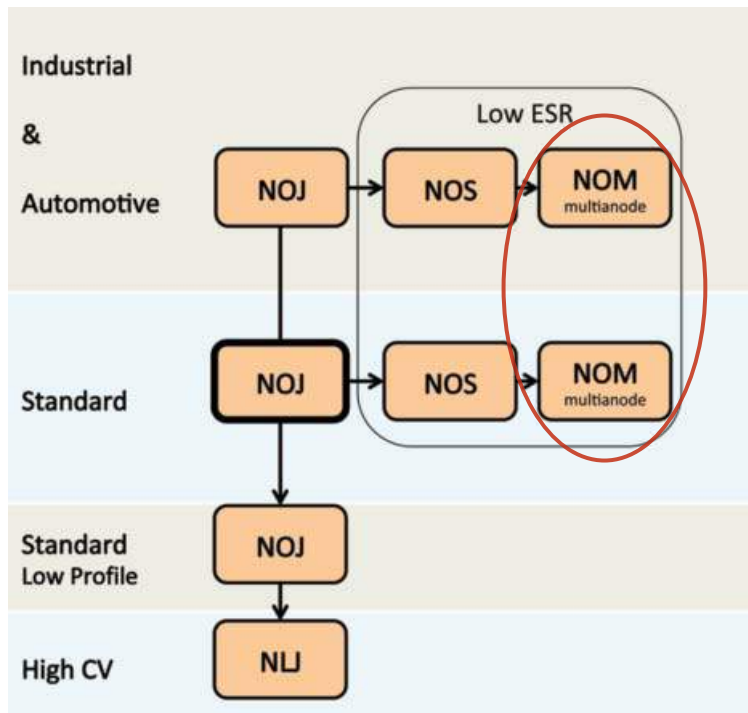 Industrial
&
Automotive
Low ESR
NOJ
NOS
NOM
multianode
Standard
NOJ
NOS
NOM
multianode
Standard
Low Profile
NOJ
High CV
NLJ